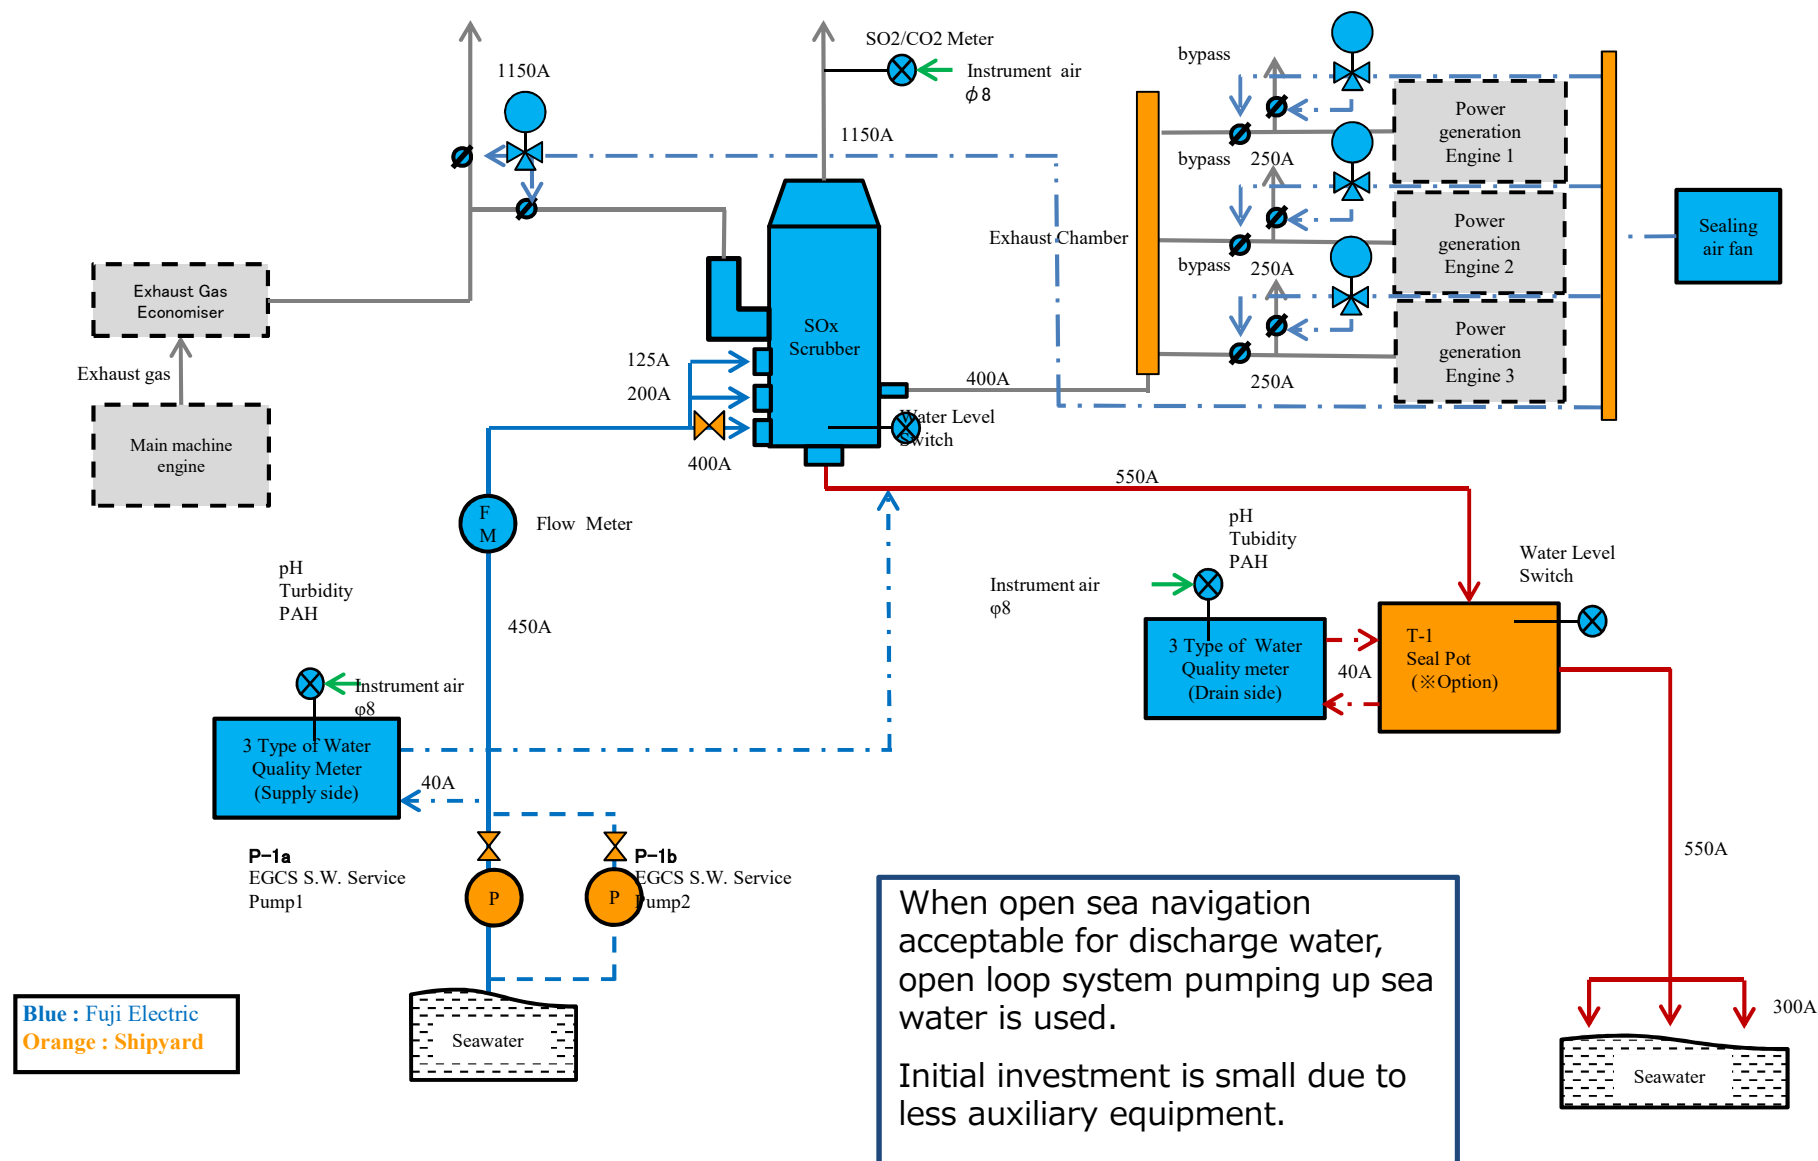 1150A
SO2/CO2 Meter
Instrument air
φ8
1150A
bypass
bypass
bypass
250A
250A
250A
Power
generation
Engine 1
Power
generation
Engine 2
Power
generation
Engine 3
Sealing
air fan
Exhaust Chamber
Exhaust Gas
Economiser
Exhaust gas
Main machine
engine
SOx
Scrubber
125A
200A
400A
400A
Water Level
Switch
550A
F
M
Flow Meter
pH
Turbidity
PAH
450A
Instrument air
φ8
3 Type of Water
Quality Meter
(Supply side)
40A
P-1a
EGCS S.W. Service
Pump1
P
P
P-1b
EGCS S.W. Service
Pump2
Seawater
pH
Tubidity
PAH
Instrument air
φ8
3 Type of Water
Quality meter
(Drain side)
40A
T-1
Seal Pot
(※Option)
Water Level
Switch
550A
300A
Seawater
Blue : Fuji Electric
Orange : Shipyard
When open sea navigation
acceptable for discharge water,
open loop system pumping up sea
water is used.
Initial investment is small due to
less auxiliary equipment.